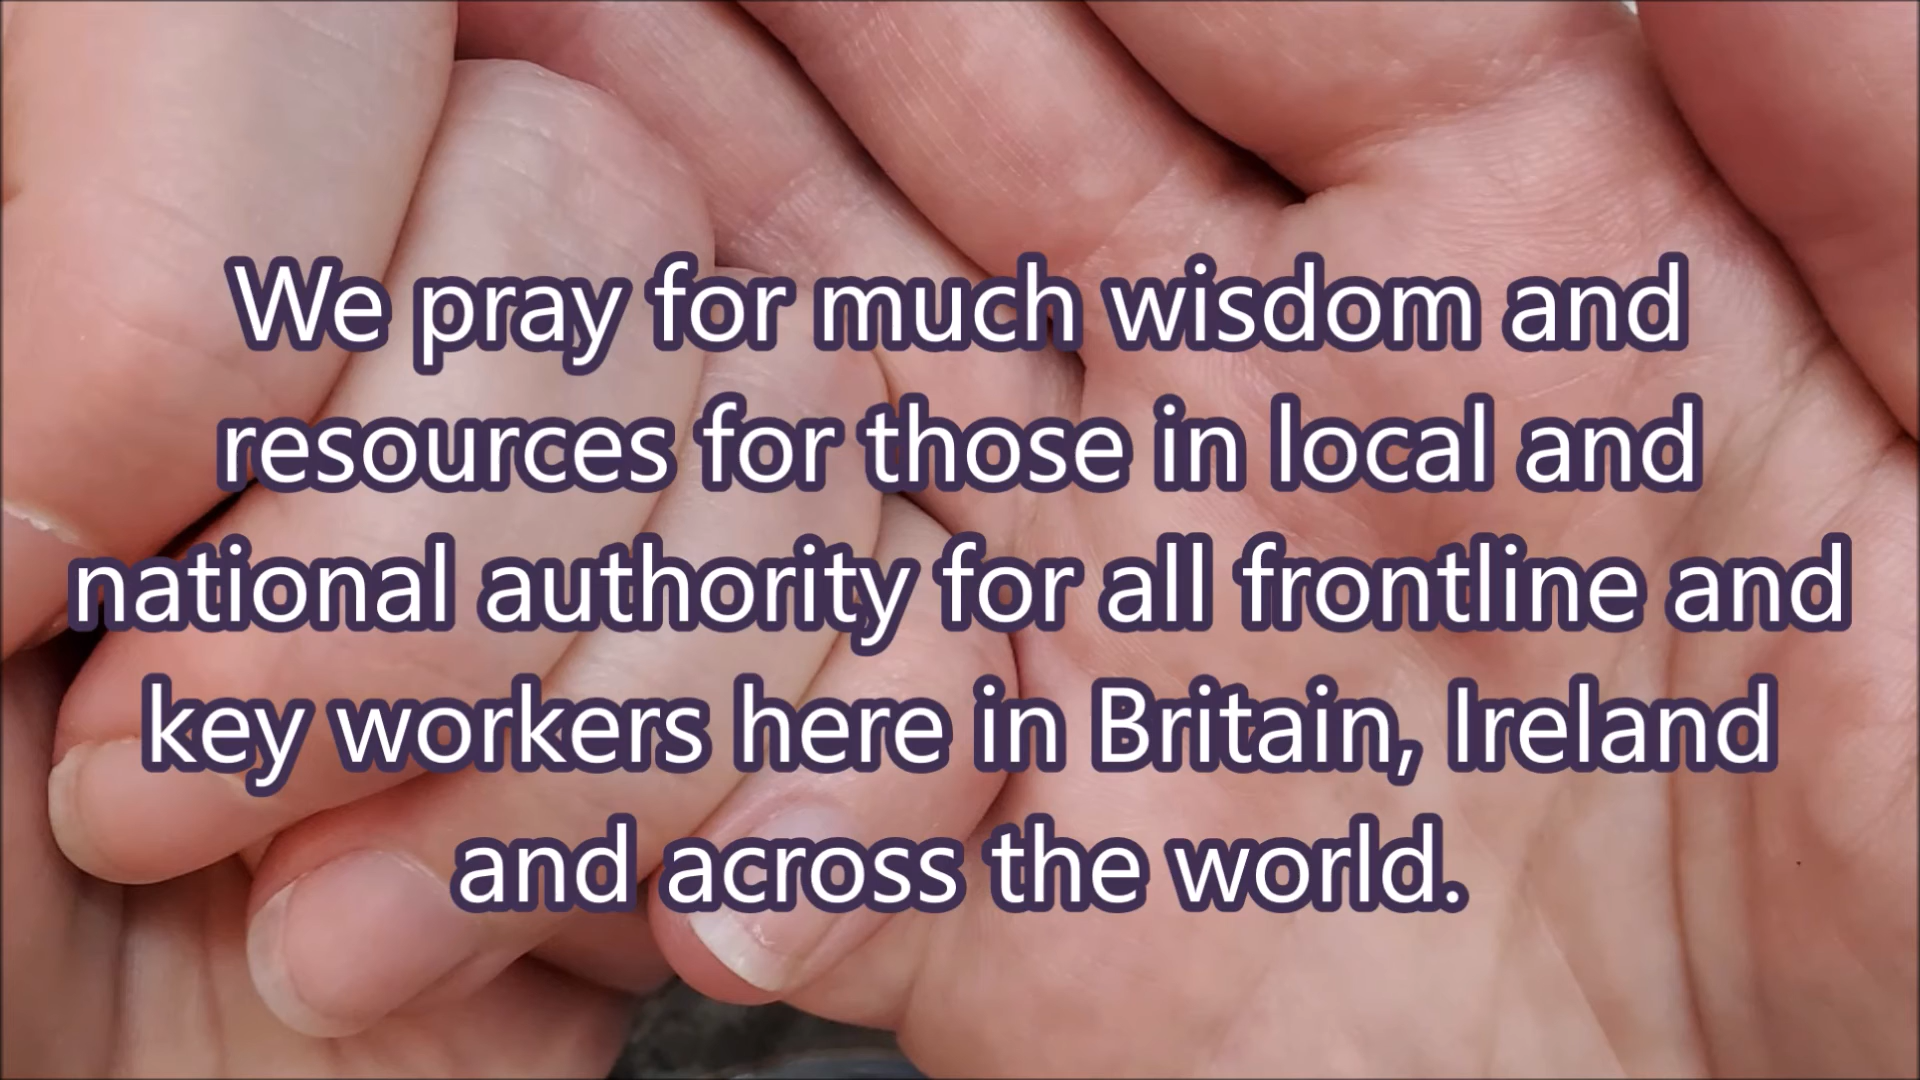 We pray for much wisdom and
resources for those in local and
national authority for all frontline and
key workers here in Britain, Ireland
and across the world.